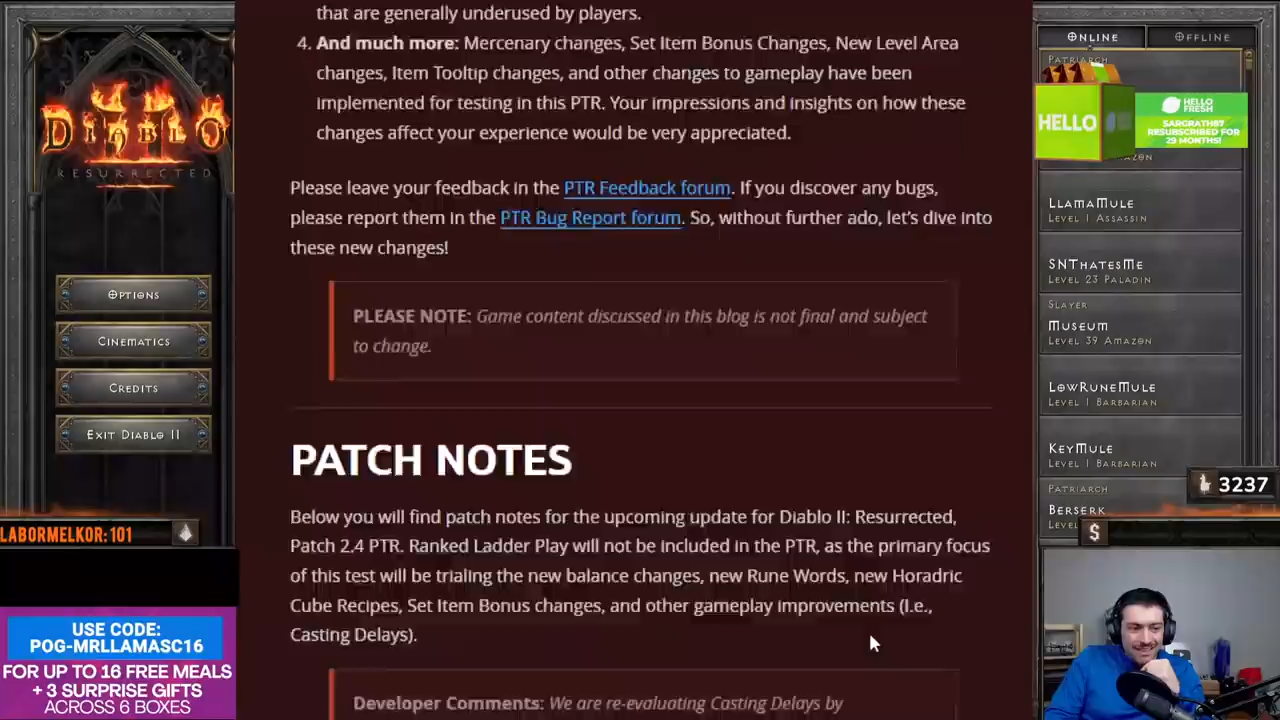 that are generally underused by players.
4. And much more: Mercenary changes, Set Item Bonus Changes, New Level Area
changes, Item Tooltip changes, and other changes to gameplay have been
implemented for testing in this PTR. Your impressions and insights on how these
changes affect your experience would be very appreciated.
Please leave your feedback in the PTR Feedback forum. If you discover any bugs,
please report them in the PTR Bug Report forum. So, without further ado, let's dive into
these new changes!
PLEASE NOTE: Game content discussed in this blog is not final and subject
to change.
PATCH NOTES
Below you will find patch notes for the upcoming update for Diablo II: Resurrected,
Patch 2.4 PTR. Ranked Ladder Play will not be included in the PTR, as the primary focus
of this test will be trialing the new balance changes, new Rune Words, new Horadric
Cube Recipes, Set Item Bonus changes, and other gameplay improvements (I.e.,
Casting Delays).
Developer Comments: We are re-evaluating Casting Delays by
DIABLO
II
RESURRECTED
Options
Cinematics
Credits
Exit Diablo II
LABORMELKOR: 101
USE CODE:
POG-MRLLAMASC16
FOR UP TO 16 FREE MEALS
+ 3 SURPRISE GIFTS
ACROSS 6 BOXES
Online
Offline
Patriarch
HELLO
HELLO
FRESH
SARGRATH87
RESUBSCRIBED FOR
29 MONTHS!
LlamaMule
Level 1 Assassin
SNThatesMe
Level 23 Paladin
Slayer
Museum
Level 39 Amazon
LowRuneMule
Level 1 Barbarian
KeyMule
Level 1 Barbarian
Patriarch
Berserk
Level
3237
$